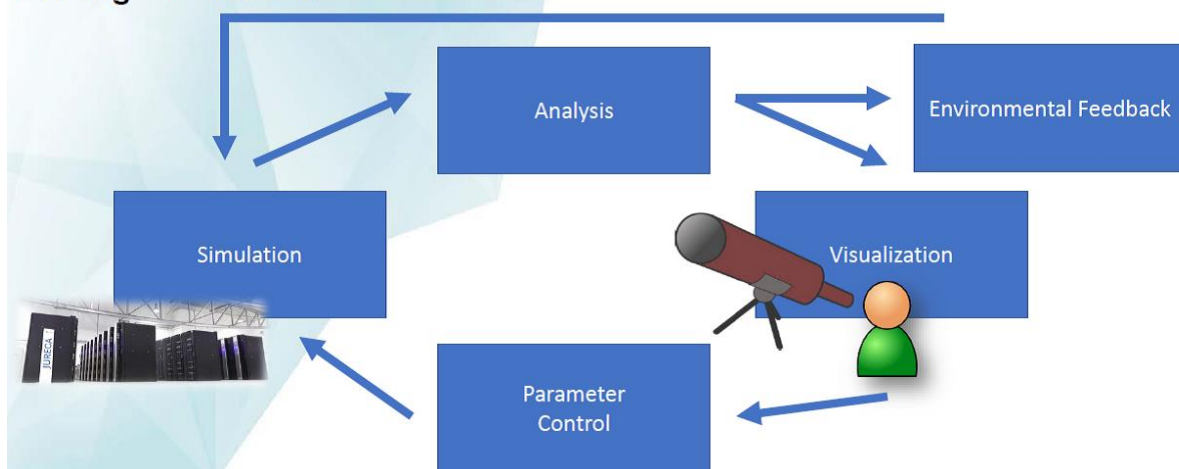 Analysis
Environmental Feedback
Simulation
Visualization
JURECA
Parameter
Control